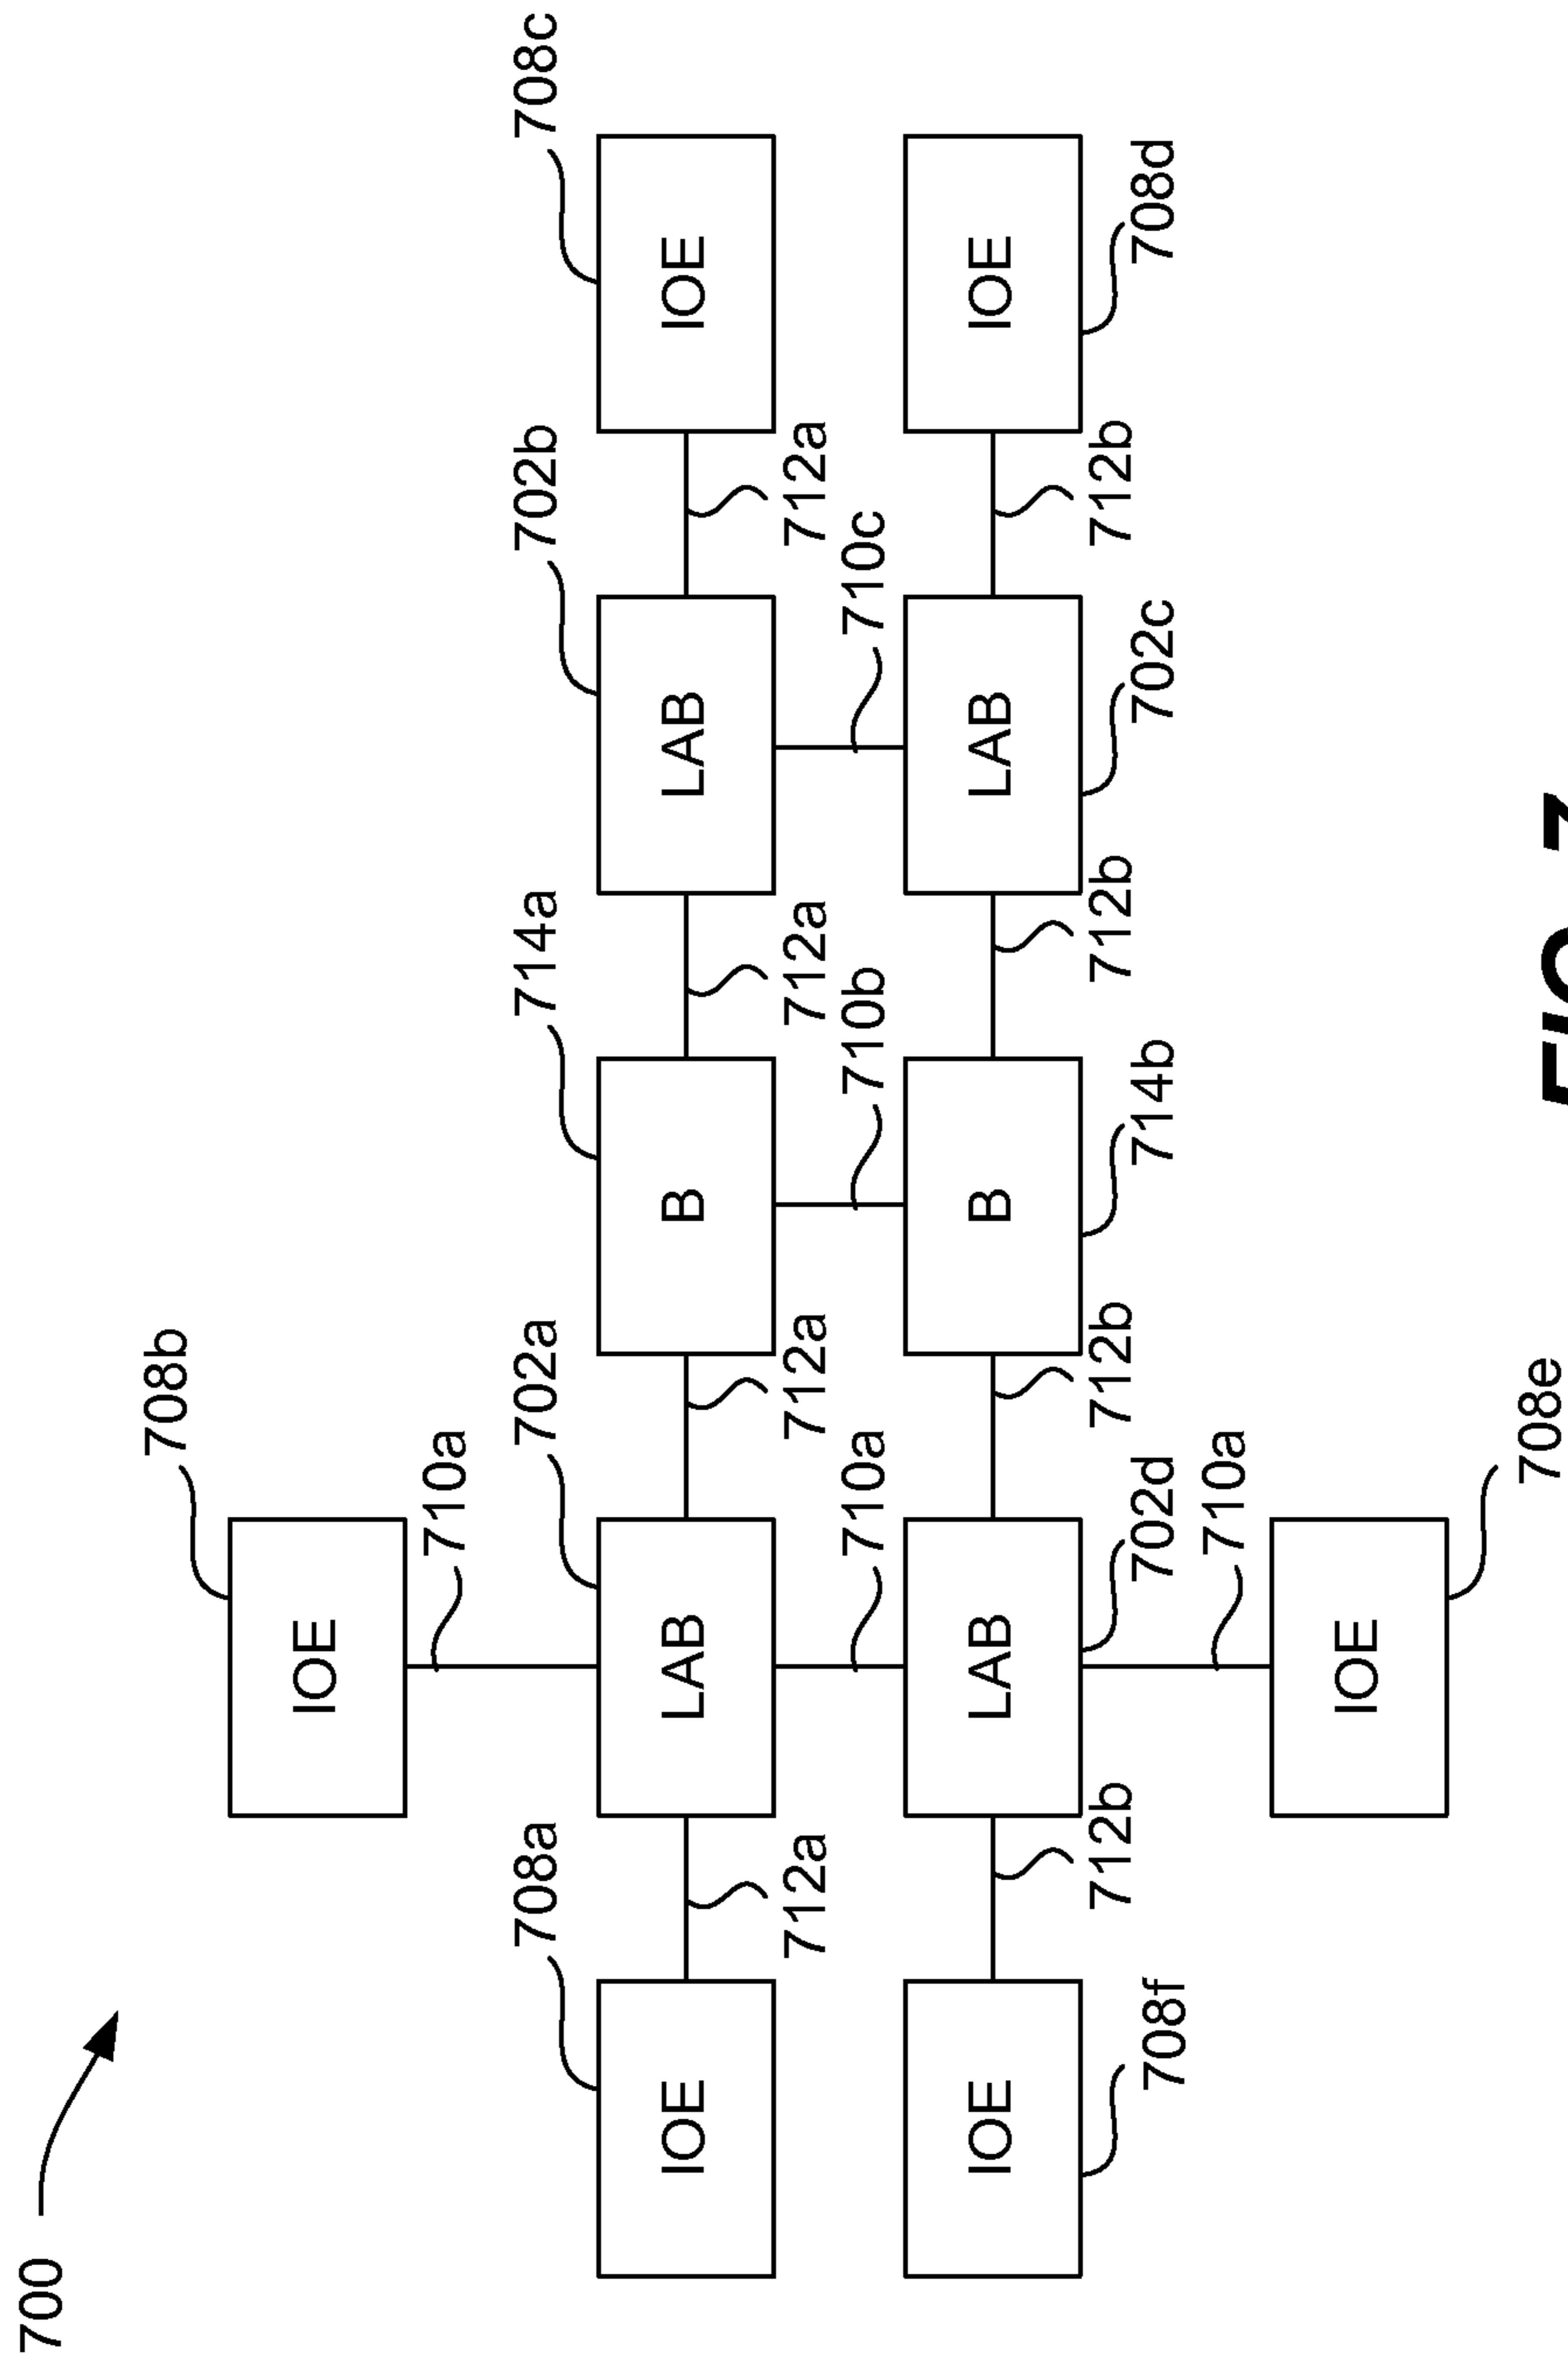 700
708b
IOE
710a
708a 702a 714a 702b 708c
IOE LAB B LAB IOE
712a 712a 712a 712a
710a 710b 710c
IOE LAB B LAB IOE
712b 712b 712b 712b
708f 702d 714b 702c 708d
710a
IOE
708e
FIG. 7